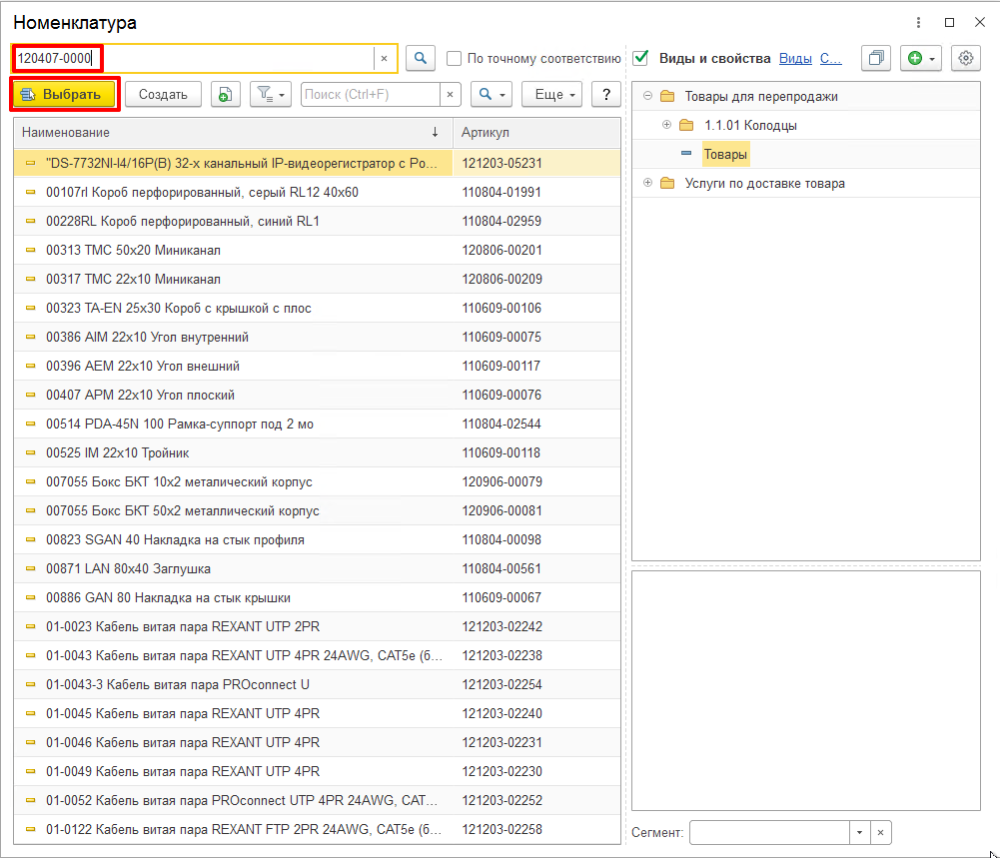 Номенклатура
120407-0000
По точному соответствию
Виды и свойства Виды С...
Выбрать Создать Поиск (Ctrl+F) Еще ?
Наименование ↓ Артикул
"DS-7732NI-I4/16P(B) 32-х канальный IP-видеорегистратор с Ро... 121203-05231
00107rl Короб перфорированный, серый RL12 40x60 110804-01991
00228RL Короб перфорированный, синий RL1 110804-02959
00313 TMC 50x20 Миниканал 120806-00201
00317 TMC 22x10 Миниканал 120806-00209
00323 TA-EN 25x30 Короб с крышкой с плос 110609-00106
00386 AIM 22x10 Угол внутренний 110609-00075
00396 AEM 22x10 Угол внешний 110609-00117
00407 APM 22x10 Угол плоский 110609-00076
00514 PDA-45N 100 Рамка-суппорт под 2 мо 110804-02544
00525 IM 22x10 Тройник 110609-00118
007055 Бокс БКТ 10x2 металический корпус 120906-00079
007055 Бокс БКТ 50x2 металлический корпус 120906-00081
00823 SGAN 40 Накладка на стык профиля 110804-00098
00871 LAN 80x40 Заглушка 110804-00561
00886 GAN 80 Накладка на стык крышки 110609-00067
01-0023 Кабель витая пара REXANT UTP 2PR 121203-02242
01-0043 Кабель витая пара REXANT UTP 4PR 24AWG, CAT5e (б... 121203-02238
01-0043-3 Кабель витая пара PROconnect U 121203-02254
01-0045 Кабель витая пара REXANT UTP 4PR 121203-02240
01-0046 Кабель витая пара REXANT UTP 4PR 121203-02231
01-0049 Кабель витая пара REXANT UTP 4PR 121203-02230
01-0052 Кабель витая пара PROconnect UTP 4PR 24AWG, CAT... 121203-02252
01-0122 Кабель витая пара REXANT FTP 2PR 24AWG, CAT5e (б... 121203-02258
Товары для перепродажи
1.1.01 Колодцы
Товары
Услуги по доставке товара
Сегмент: